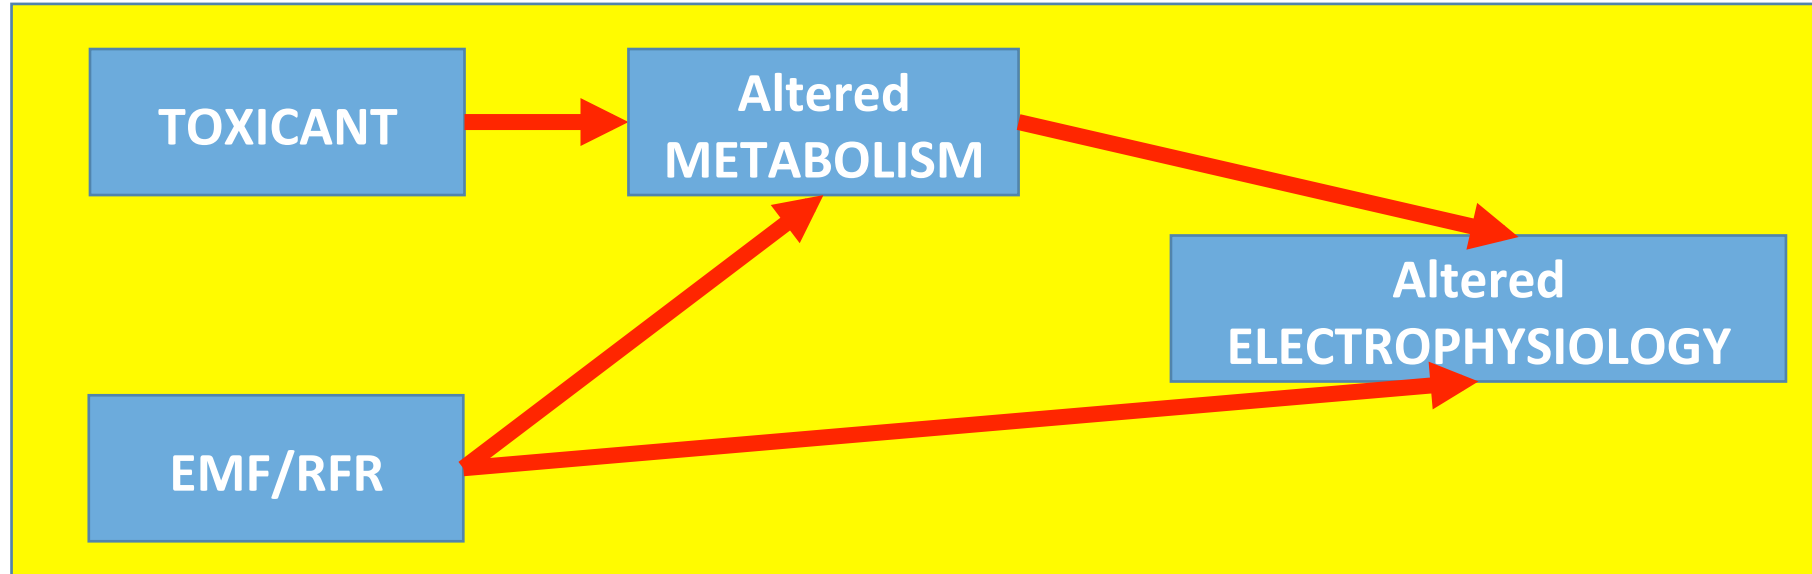 TOXICANT
Altered
METABOLISM
Altered
ELECTROPHYSIOLOGY
EMF/RFR